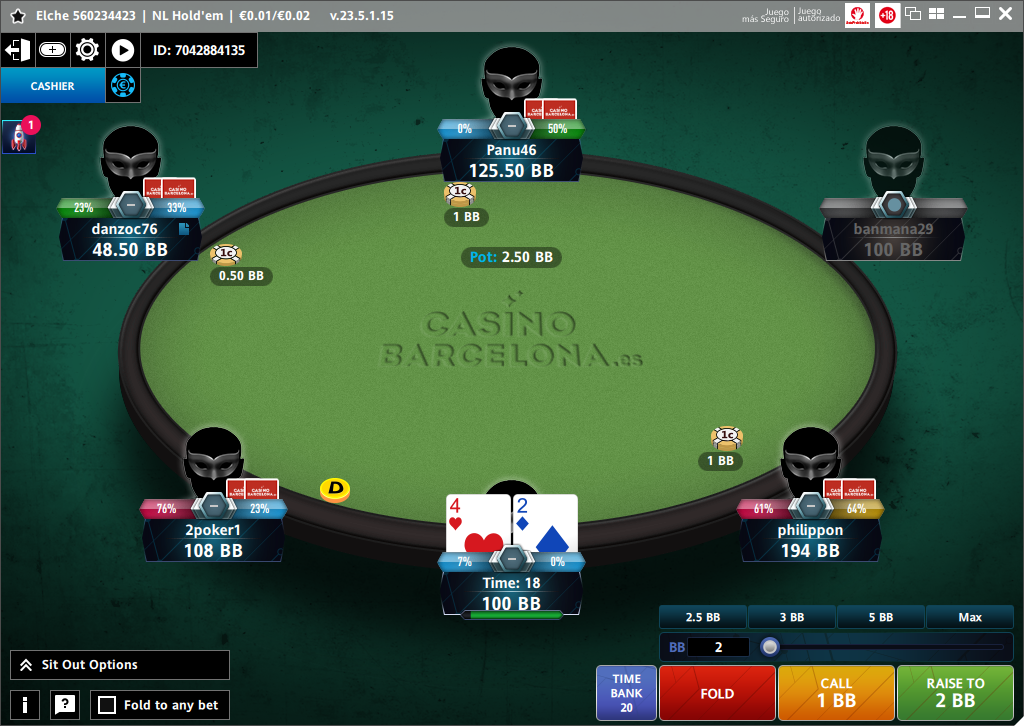 Elche 560234423 | NL Hold'em | €0.01/€0.02 v.23.5.1.15
Juego más Seguro
Juego autorizado
+18
ID: 7042884135
CASHIER
1
0% 50%
Panu46
125.50 BB
1c
1 BB
23% 33%
danzoc76
48.50 BB
1c
0.50 BB
banmana29
100 BB
Pot: 2.50 BB
CASINO
BARCELONA.es
1c
1 BB
76% 23%
2poker1
108 BB
D
4 2
7% 0%
Time: 18
100 BB
61% 64%
philippon
194 BB
2.5 BB 3 BB 5 BB Max
BB 2
Sit Out Options
Fold to any bet
TIME
BANK
20
FOLD
CALL
1 BB
RAISE TO
2 BB